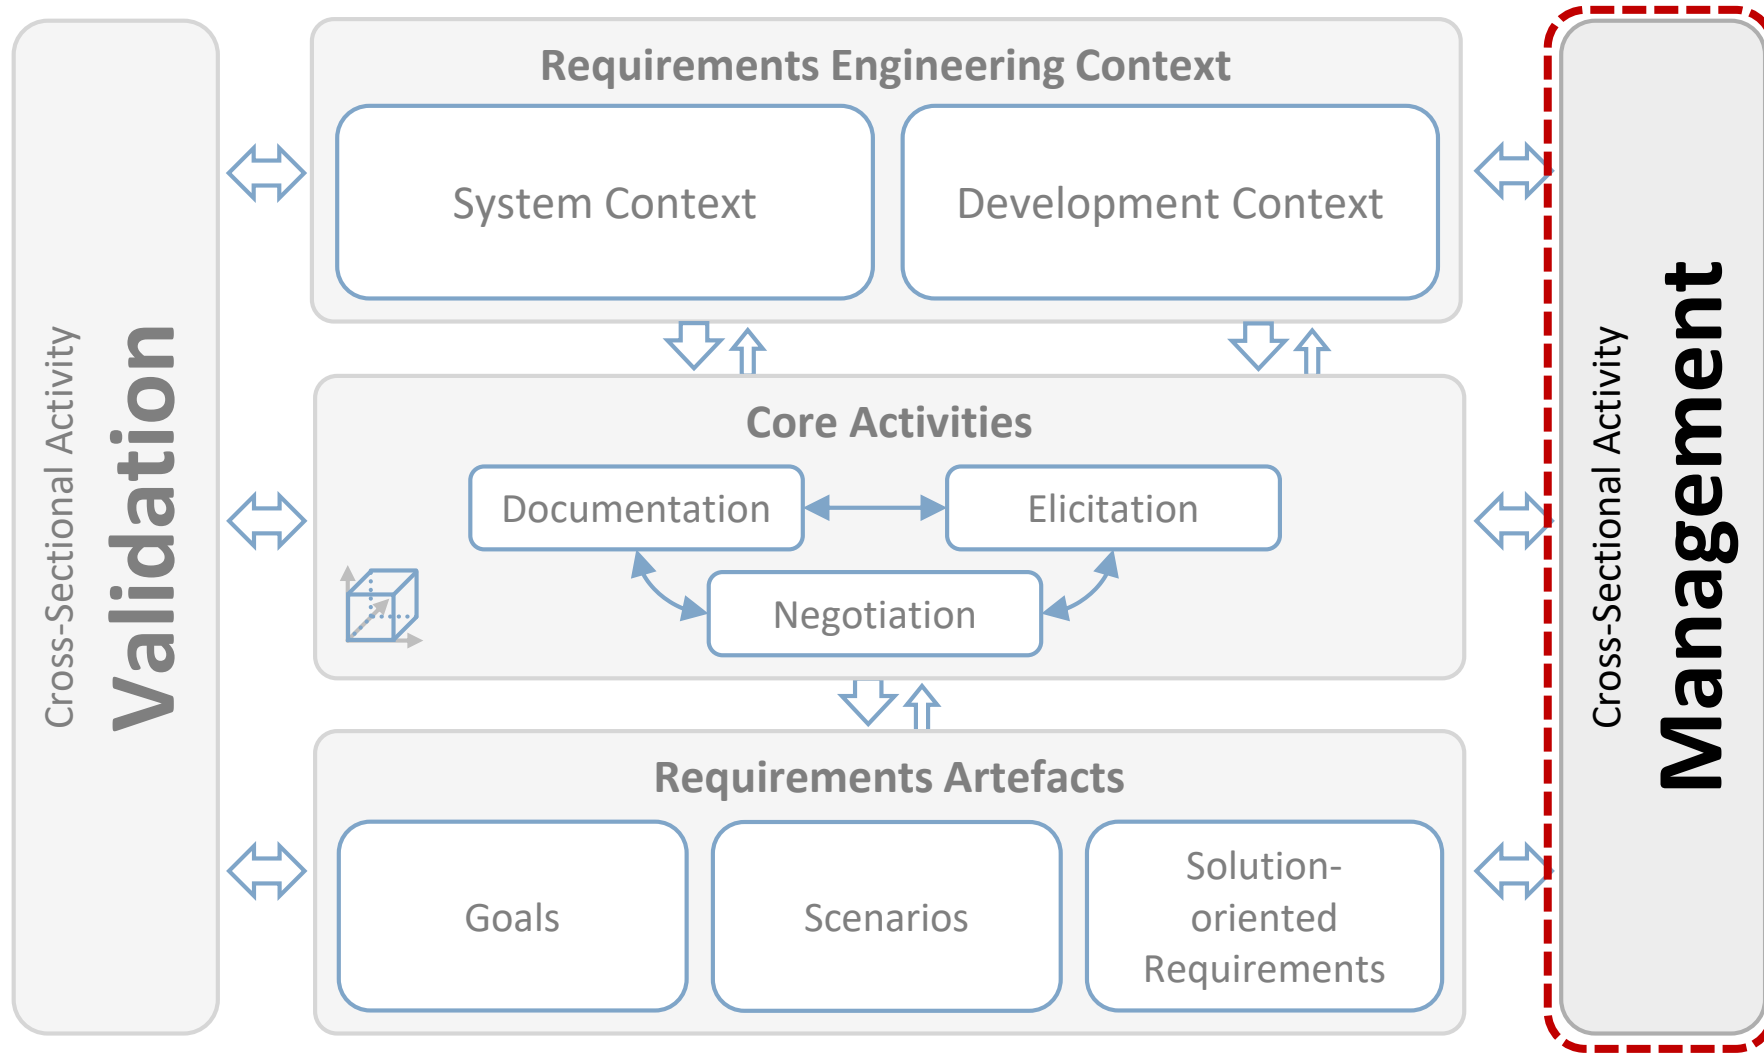 Cross-Sectional Activity
Validation
Requirements Engineering Context
System Context
Development Context
Core Activities
Documentation
Elicitation
Negotiation
Requirements Artefacts
Goals
Scenarios
Solution-
oriented
Requirements
Cross-Sectional Activity
Management